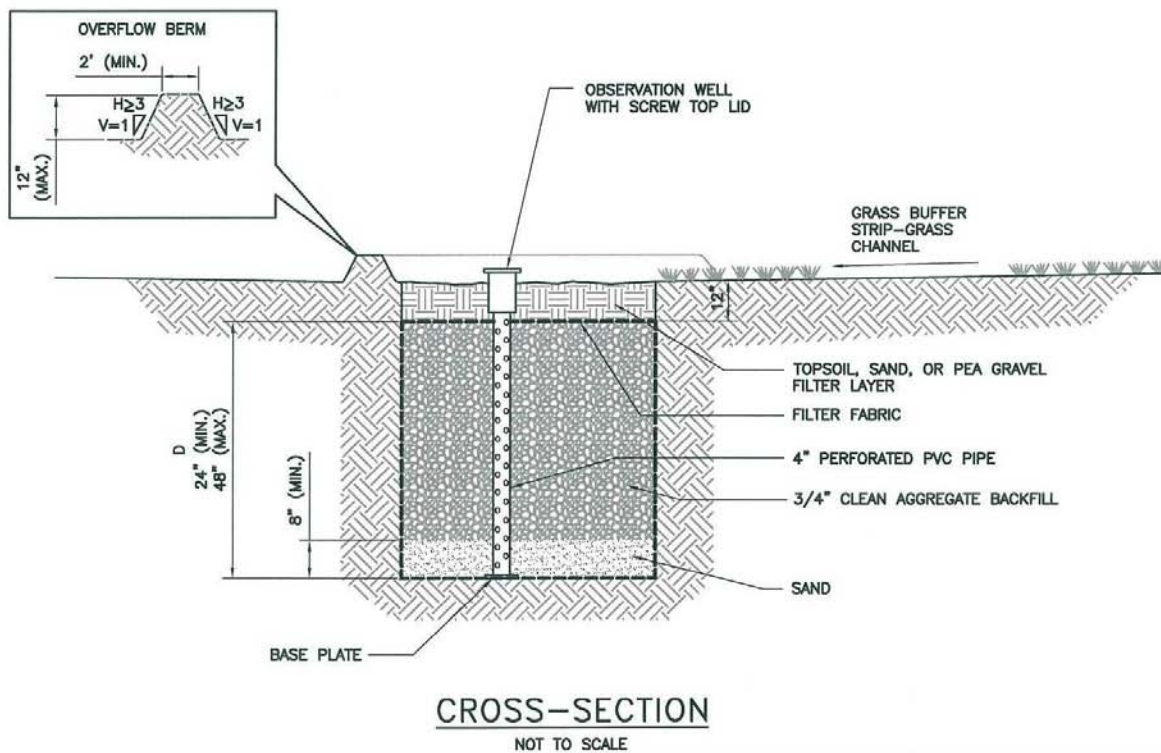 OVERFLOW BERM
2' (MIN.)
H≥3
V=1
H≥3
V=1
12"
(MAX.)
OBSERVATION WELL
WITH SCREW TOP LID
GRASS BUFFER
STRIP-GRASS
CHANNEL
12"
TOPSOIL, SAND, OR PEA GRAVEL
FILTER LAYER
FILTER FABRIC
4" PERFORATED PVC PIPE
3/4" CLEAN AGGREGATE BACKFILL
SAND
D
24" (MIN.)
48" (MAX.)
8" (MIN.)
BASE PLATE
CROSS-SECTION
NOT TO SCALE